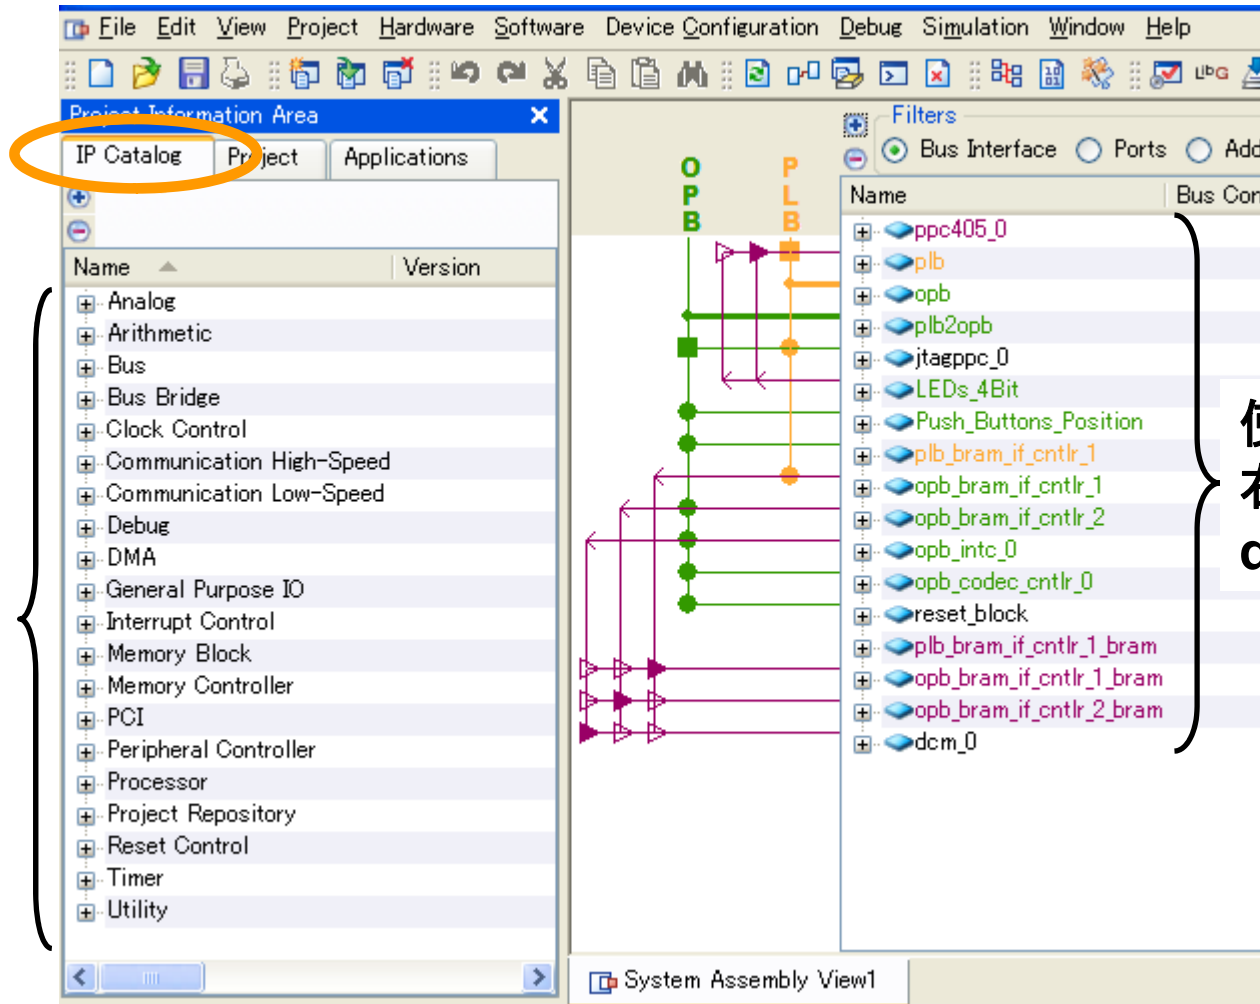 File Edit View Project Hardware Software Device Configuration Debug Simulation Window Help
Project Information Area
IP Catalog Project Applications
Name Version
Analog
Arithmetic
Bus
Bus Bridge
Clock Control
Communication High-Speed
Communication Low-Speed
Debug
DMA
General Purpose IO
Interrupt Control
Memory Block
Memory Controller
PCI
Peripheral Controller
Processor
Project Repository
Reset Control
Timer
Utility
OPB
PLB
Filters
Bus Interface Ports Add
Name Bus Con
ppc405_0
plb
opb
plb2opb
jtagppc_0
LEDs_4Bit
Push_Buttons_Position
plb_bram_if_cntlr_1
opb_bram_if_cntlr_1
opb_bram_if_cntlr_2
opb_intc_0
opb_codec_cntlr_0
reset_block
plb_bram_if_cntlr_1_bram
opb_bram_if_cntlr_1_bram
opb_bram_if_cntlr_2_bram
dcm_0
System Assembly View1